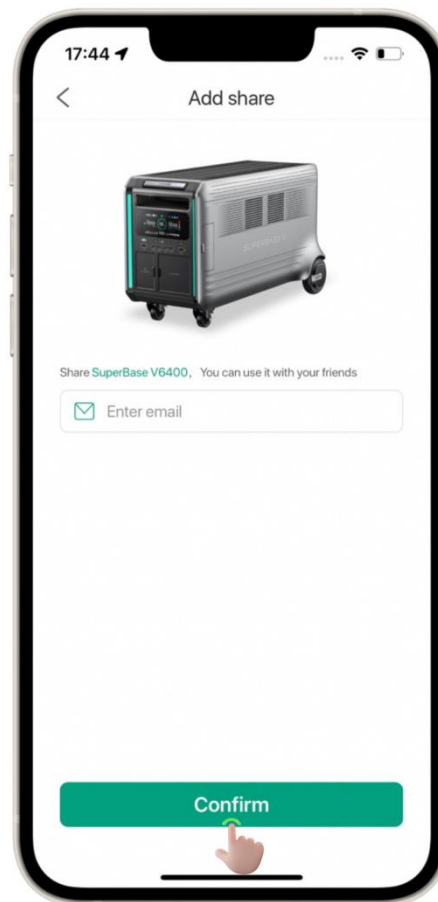 17:44
Add share
SUPERBASE V
Share SuperBase V6400， You can use it with your friends
Enter email
Confirm